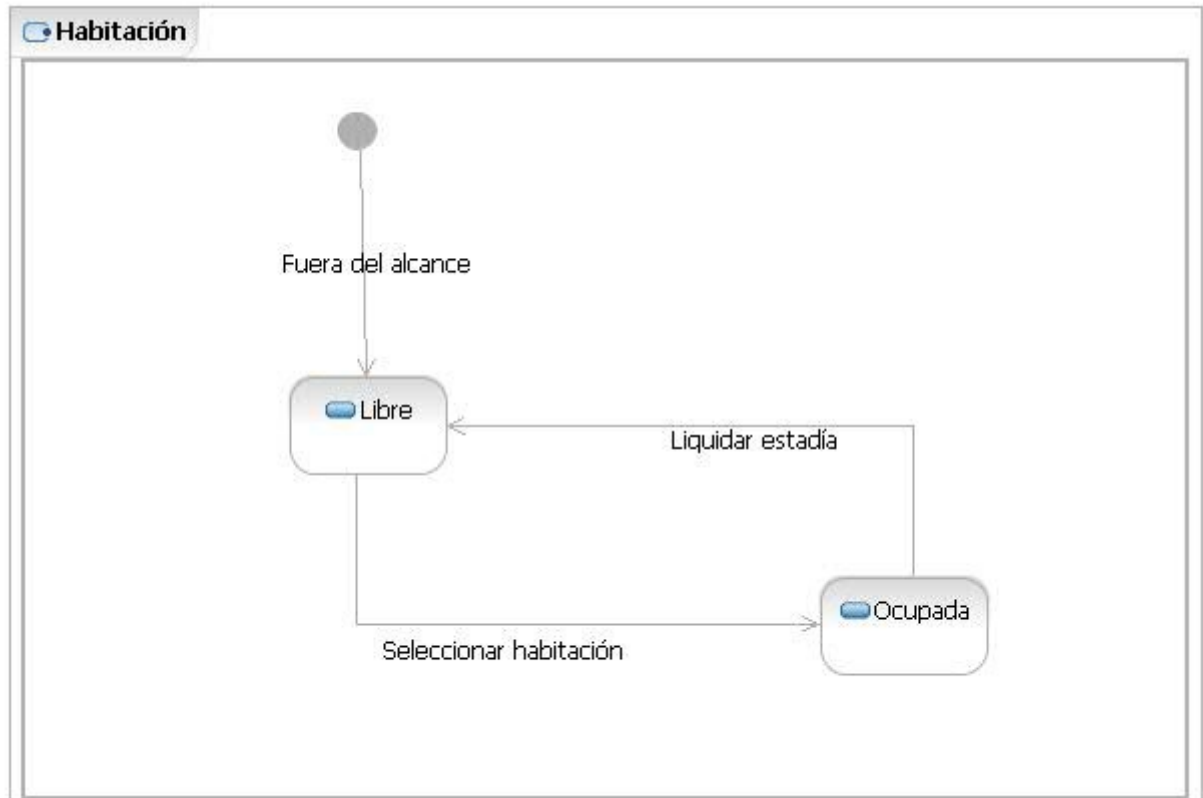 Habitación
Fuera del alcance
Libre
Liquidar estadía
Ocupada
Seleccionar habitación